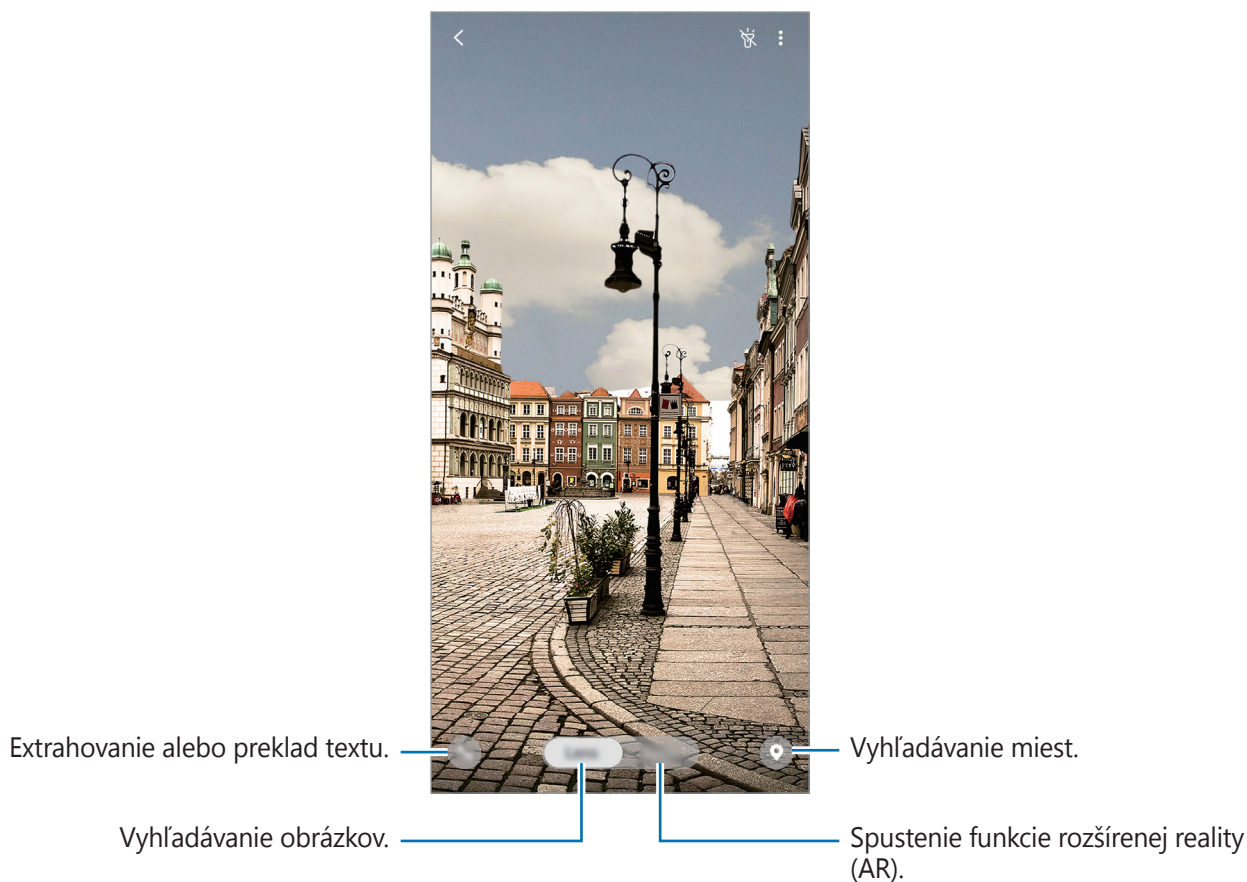 Extrahovanie alebo preklad textu.
Vyhľadávanie miest.
Vyhľadávanie obrázkov.
Spustenie funkcie rozšírenej reality
(AR).